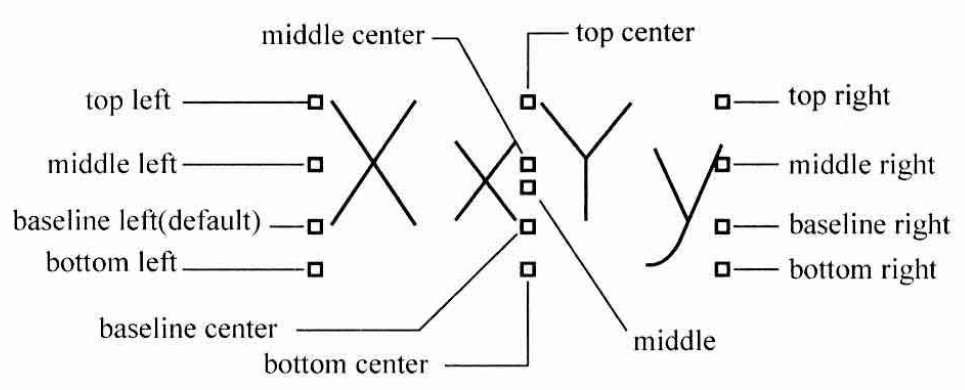 middle center
top center
top left
X x Y y
top right
middle left
middle right
baseline left(default)
baseline right
bottom left
bottom right
baseline center
middle
bottom center